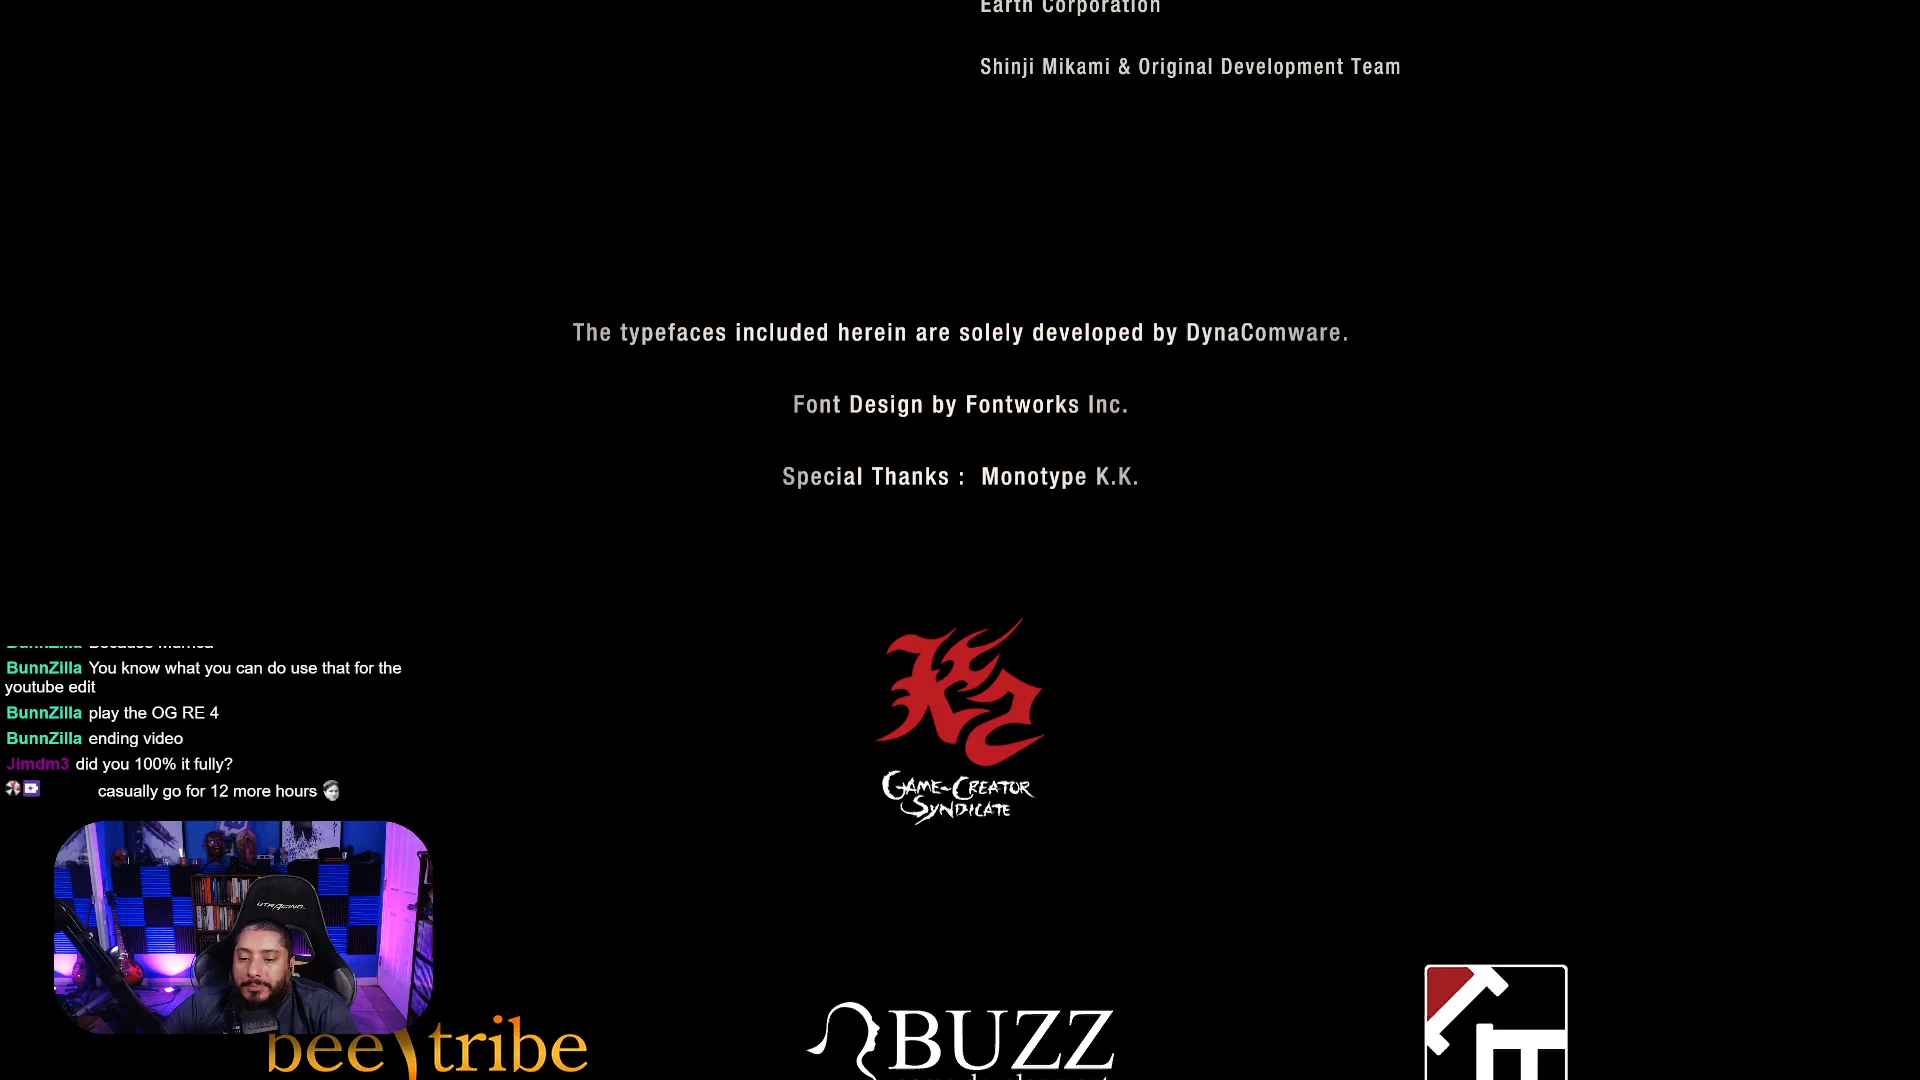 Earth Corporation
Shinji Mikami & Original Development Team
The typefaces included herein are solely developed by DynaComware.
Font Design by Fontworks Inc.
Special Thanks :  Monotype K.K.
GAME-CREATOR
SYNDICATE
BunnZilla You know what you can do use that for the
youtube edit
BunnZilla play the OG RE 4
BunnZilla ending video
Jimdm3 did you 100% it fully?
casually go for 12 more hours
GTRACING
bee tribe
BUZZ